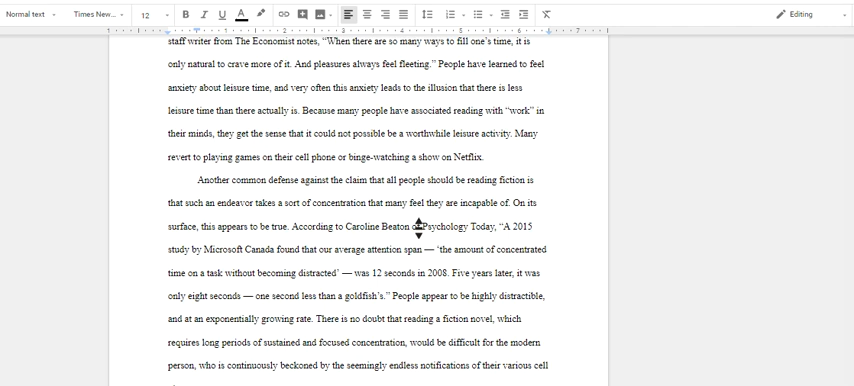 Normal text Times New... 12 B I U A Editing
1 1 2 3 4 5 6 7
staff writer from The Economist notes, “When there are so many ways to fill one’s time, it is
only natural to crave more of it. And pleasures always feel fleeting.” People have learned to feel
anxiety about leisure time, and very often this anxiety leads to the illusion that there is less
leisure time than there actually is. Because many people have associated reading with “work” in
their minds, they get the sense that it could not possible be a worthwhile leisure activity. Many
revert to playing games on their cell phone or binge-watching a show on Netflix.
Another common defense against the claim that all people should be reading fiction is
that such an endeavor takes a sort of concentration that many feel they are incapable of. On its
surface, this appears to be true. According to Caroline Beaton of Psychology Today, “A 2015
study by Microsoft Canada found that our average attention span — ‘the amount of concentrated
time on a task without becoming distracted’ — was 12 seconds in 2008. Five years later, it was
only eight seconds — one second less than a goldfish’s.” People appear to be highly distractible,
and at an exponentially growing rate. There is no doubt that reading a fiction novel, which
requires long periods of sustained and focused concentration, would be difficult for the modern
person, who is continuously beckoned by the seemingly endless notifications of their various cell